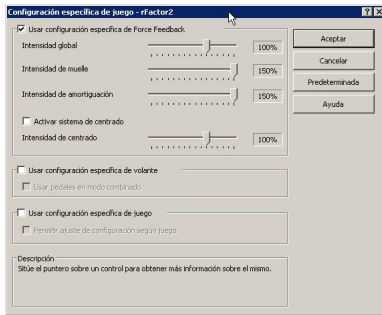 Configuración específica de juego - rFactor2
Usar configuración específica de Force Feedback
Intensidad global
100%
Intensidad de muelle
150%
Intensidad de amortiguación
150%
Activar sistema de centrado
Intensidad de centrado
100%
Usar configuración específica de volante
Usar pedales en modo combinado
Usar configuración específica de juego
Permitir ajuste de configuración según juego
Descripción
Sitúe el puntero sobre un control para obtener más información sobre el mismo.
Aceptar
Cancelar
Predeterminada
Ayuda